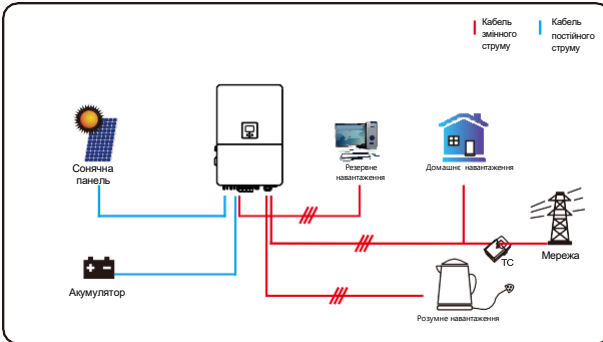 Кабель
змінного
струму
Кабель
постійного
струму
Сонячна
панель
Резервне
навантаження
Домашнє навантаження
ТС
Мережа
Акумулятор
Розумне навантаження